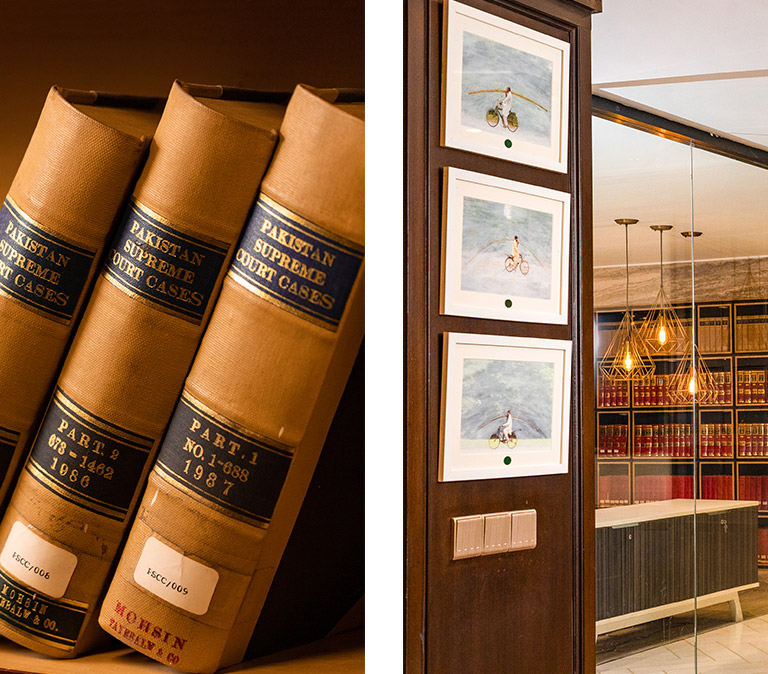 PAKISTAN
SUPREME
COURT CASES
PAKISTAN
SUPREME
COURT CASES
PART. 2
673-1462
1986
FSCC/006
MOHSIN
TAYEBALY & CO.
PAKISTAN
SUPREME
COURT CASES
PART. 1
NO. 1-688
1987
FSCC/009
MOHSIN
TAYEBALY & CO